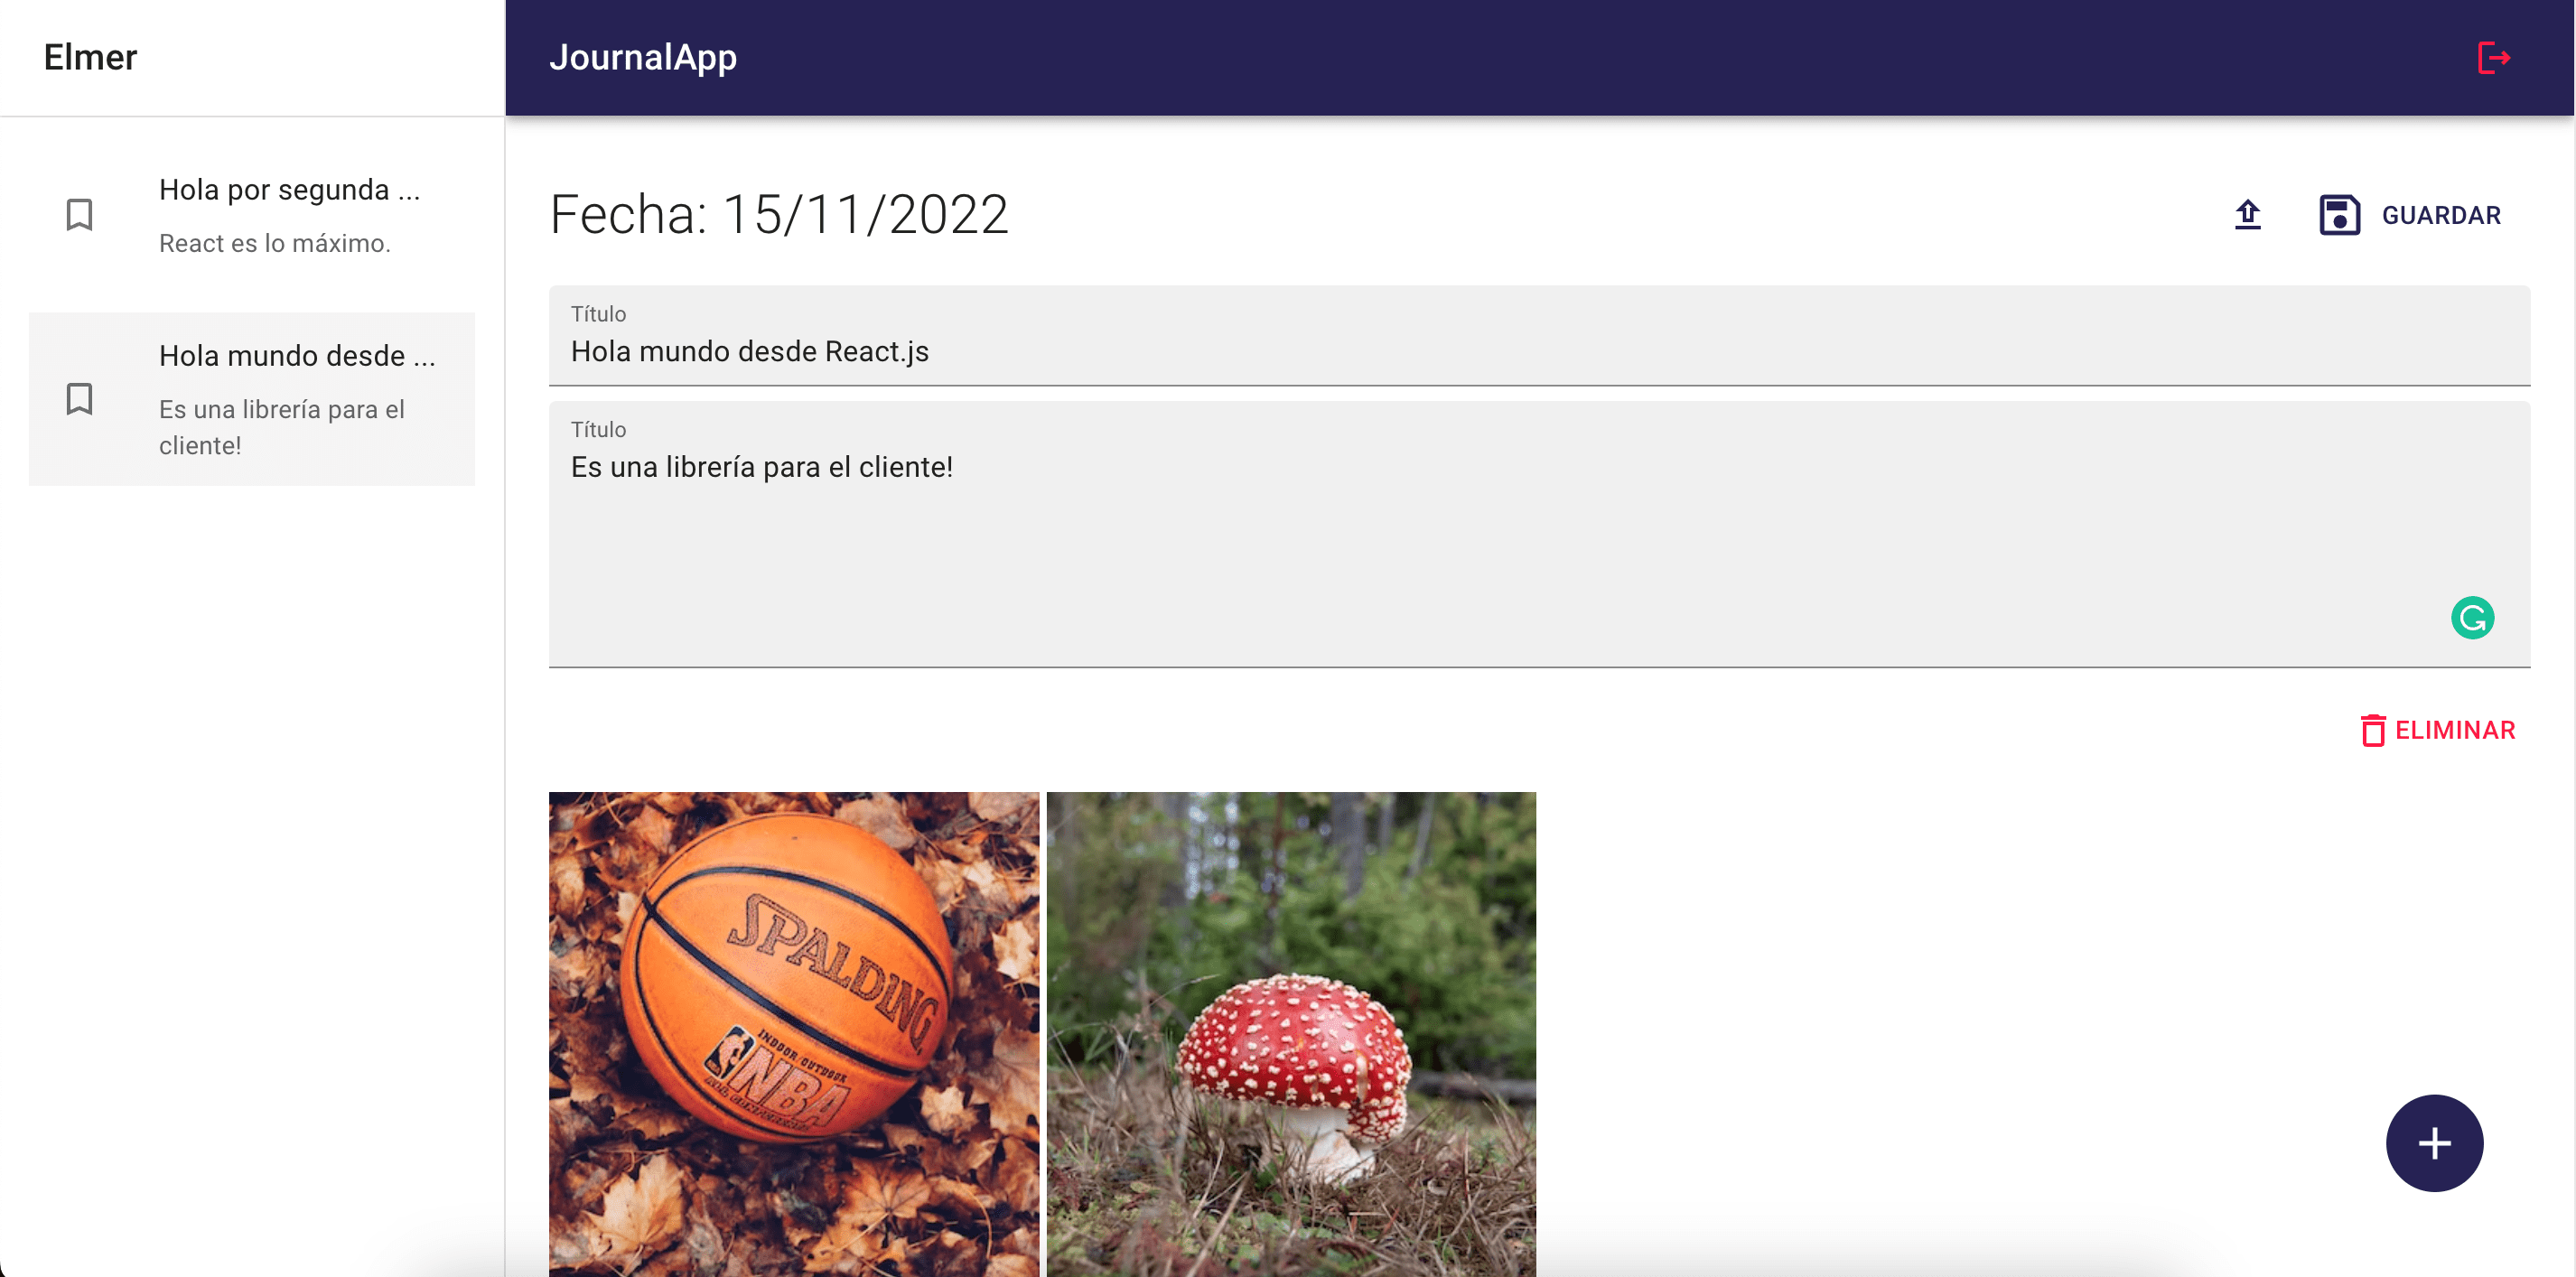 Elmer
JournalApp
Hola por segunda ...
React es lo máximo.
Hola mundo desde ...
Es una librería para el
cliente!
Fecha: 15/11/2022
GUARDAR
Título
Hola mundo desde React.js
Título
Es una librería para el cliente!
ELIMINAR
SPALDING
INDOOR/OUTDOOR
NBA
ALL CONFERENCE